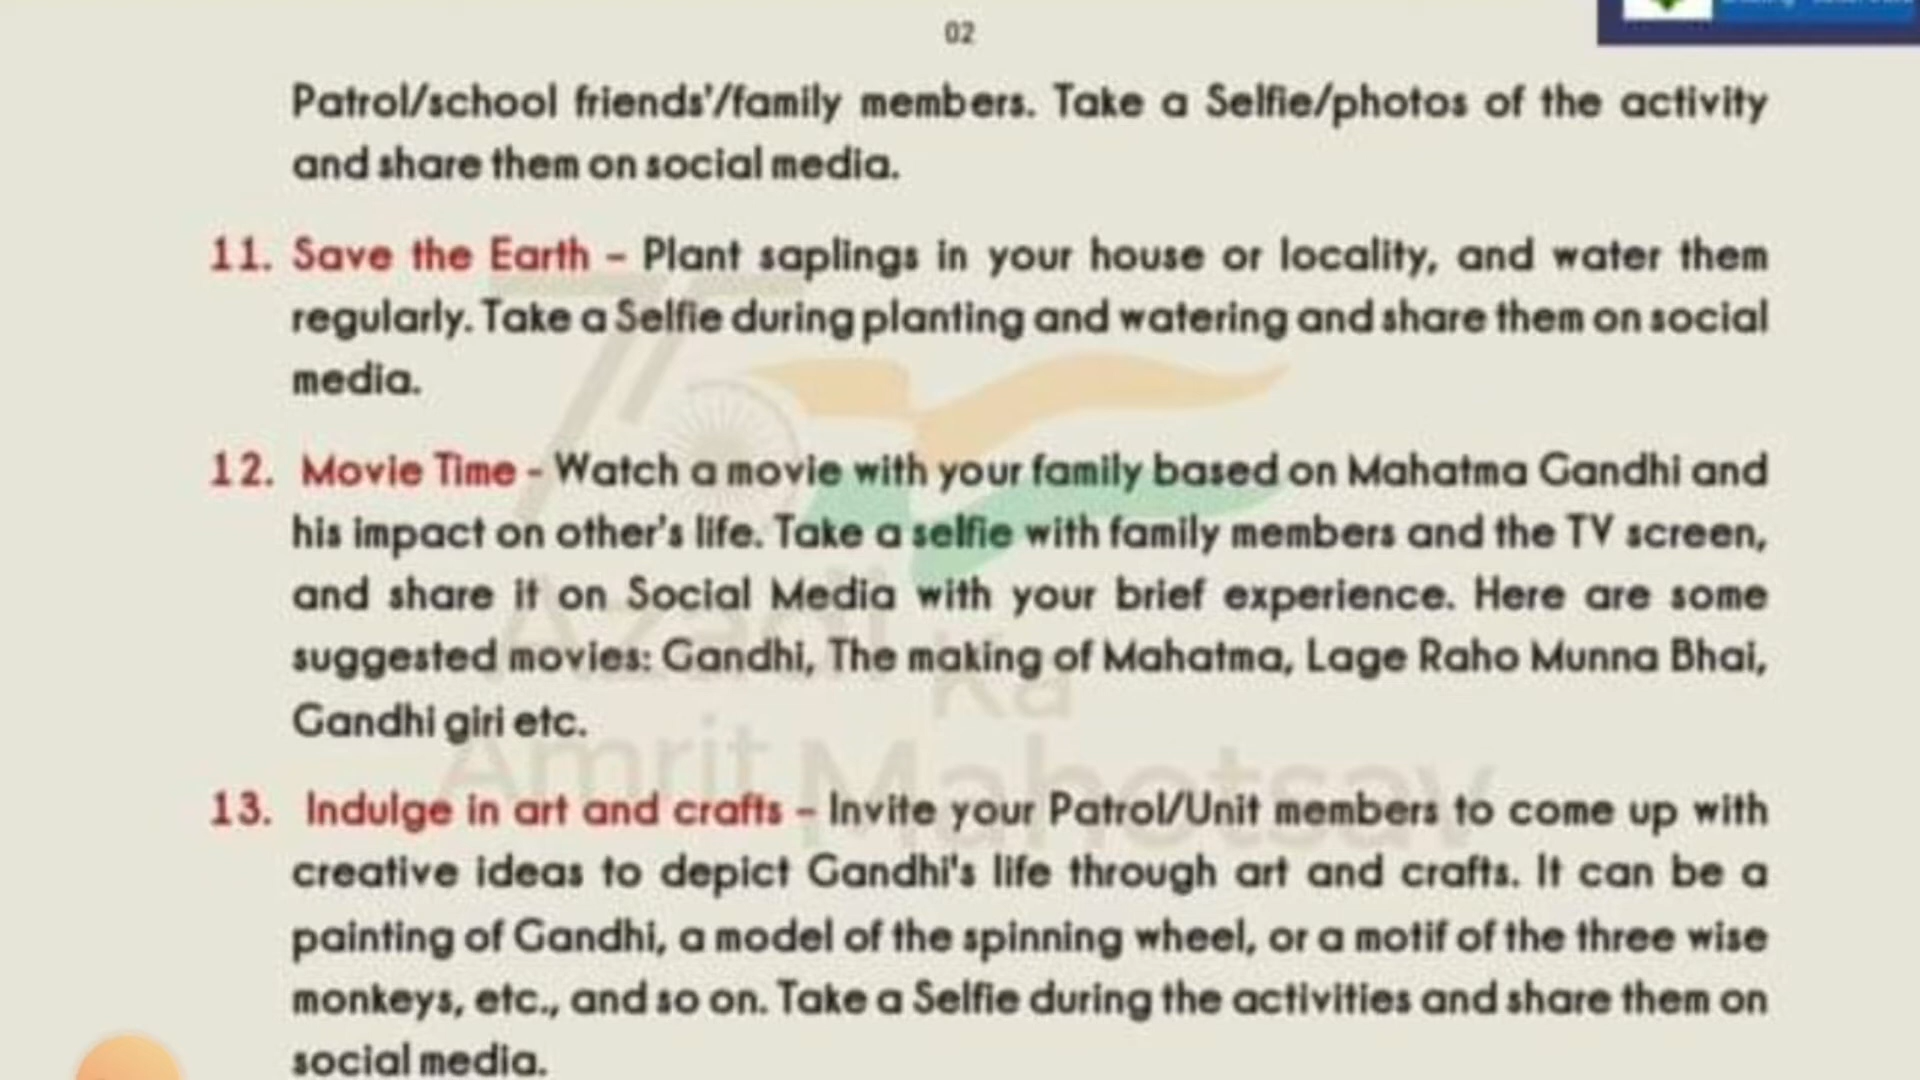 02
Patrol/school friends'/family members. Take a Selfie/photos of the activity
and share them on social media.
11. Save the Earth – Plant saplings in your house or locality, and water them
regularly. Take a Selfie during planting and watering and share them on social
media.
12. Movie Time - Watch a movie with your family based on Mahatma Gandhi and
his impact on other's life. Take a selfie with family members and the TV screen,
and share it on Social Media with your brief experience. Here are some
suggested movies: Gandhi, The making of Mahatma, Lage Raho Munna Bhai,
Gandhi giri etc.
13. Indulge in art and crafts – Invite your Patrol/Unit members to come up with
creative ideas to depict Gandhi's life through art and crafts. It can be a
painting of Gandhi, a model of the spinning wheel, or a motif of the three wise
monkeys, etc., and so on. Take a Selfie during the activities and share them on
social media.
75
Azadi
Ka
Amrit Mahotsav